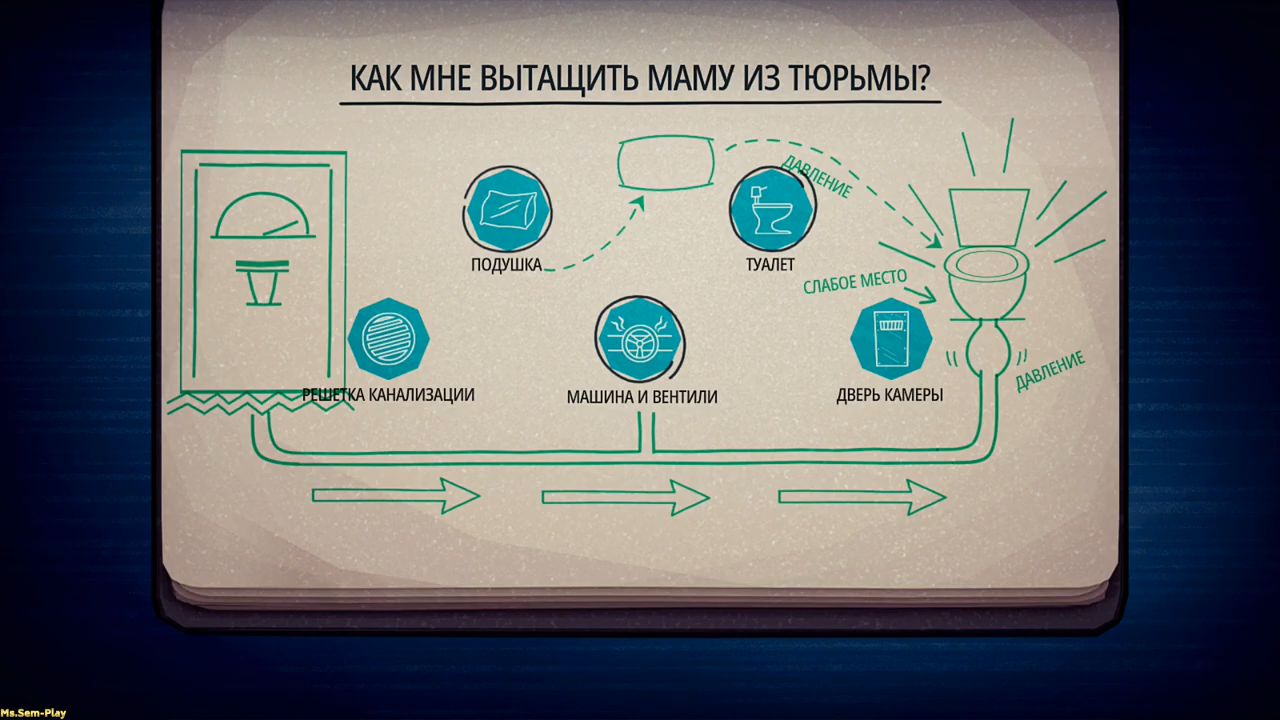 КАК МНЕ ВЫТАЩИТЬ МАМУ ИЗ ТЮРЬМЫ?
ДАВЛЕНИЕ
ПОДУШКА
ТУАЛЕТ
СЛАБОЕ МЕСТО
ДАВЛЕНИЕ
РЕШЕТКА КАНАЛИЗАЦИИ
МАШИНА И ВЕНТИЛИ
ДВЕРЬ КАМЕРЫ
Ms.Sem-Play